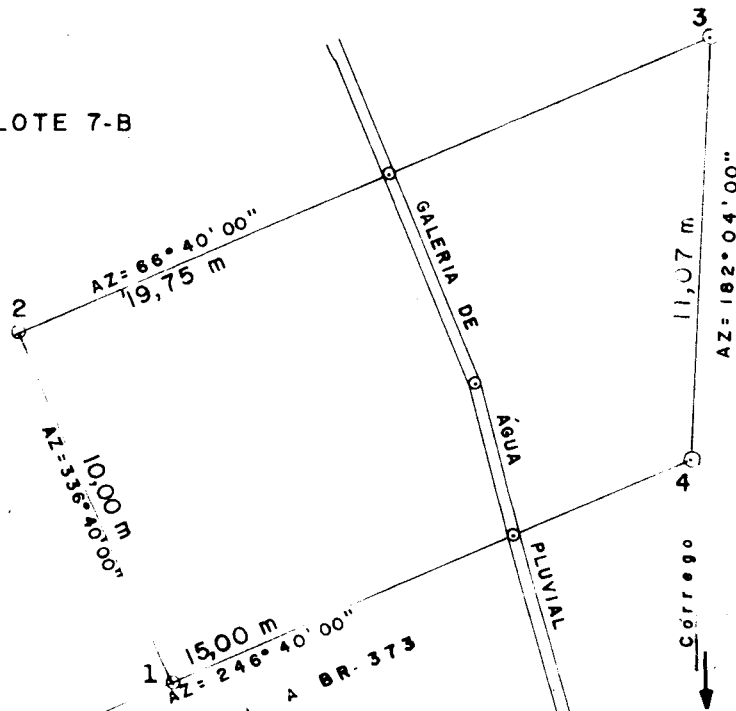 3
LOTE 7-B
AZ= 66° 40' 00"
19,75 m
2
GALERIA DE
ÁGUA
PLUVIAL
11,07 m
AZ= 182° 04' 00"
4
10,00 m
AZ= 336° 40' 00"
1
15,00 m
AZ= 246° 40' 00"
A BR-373
Córrego